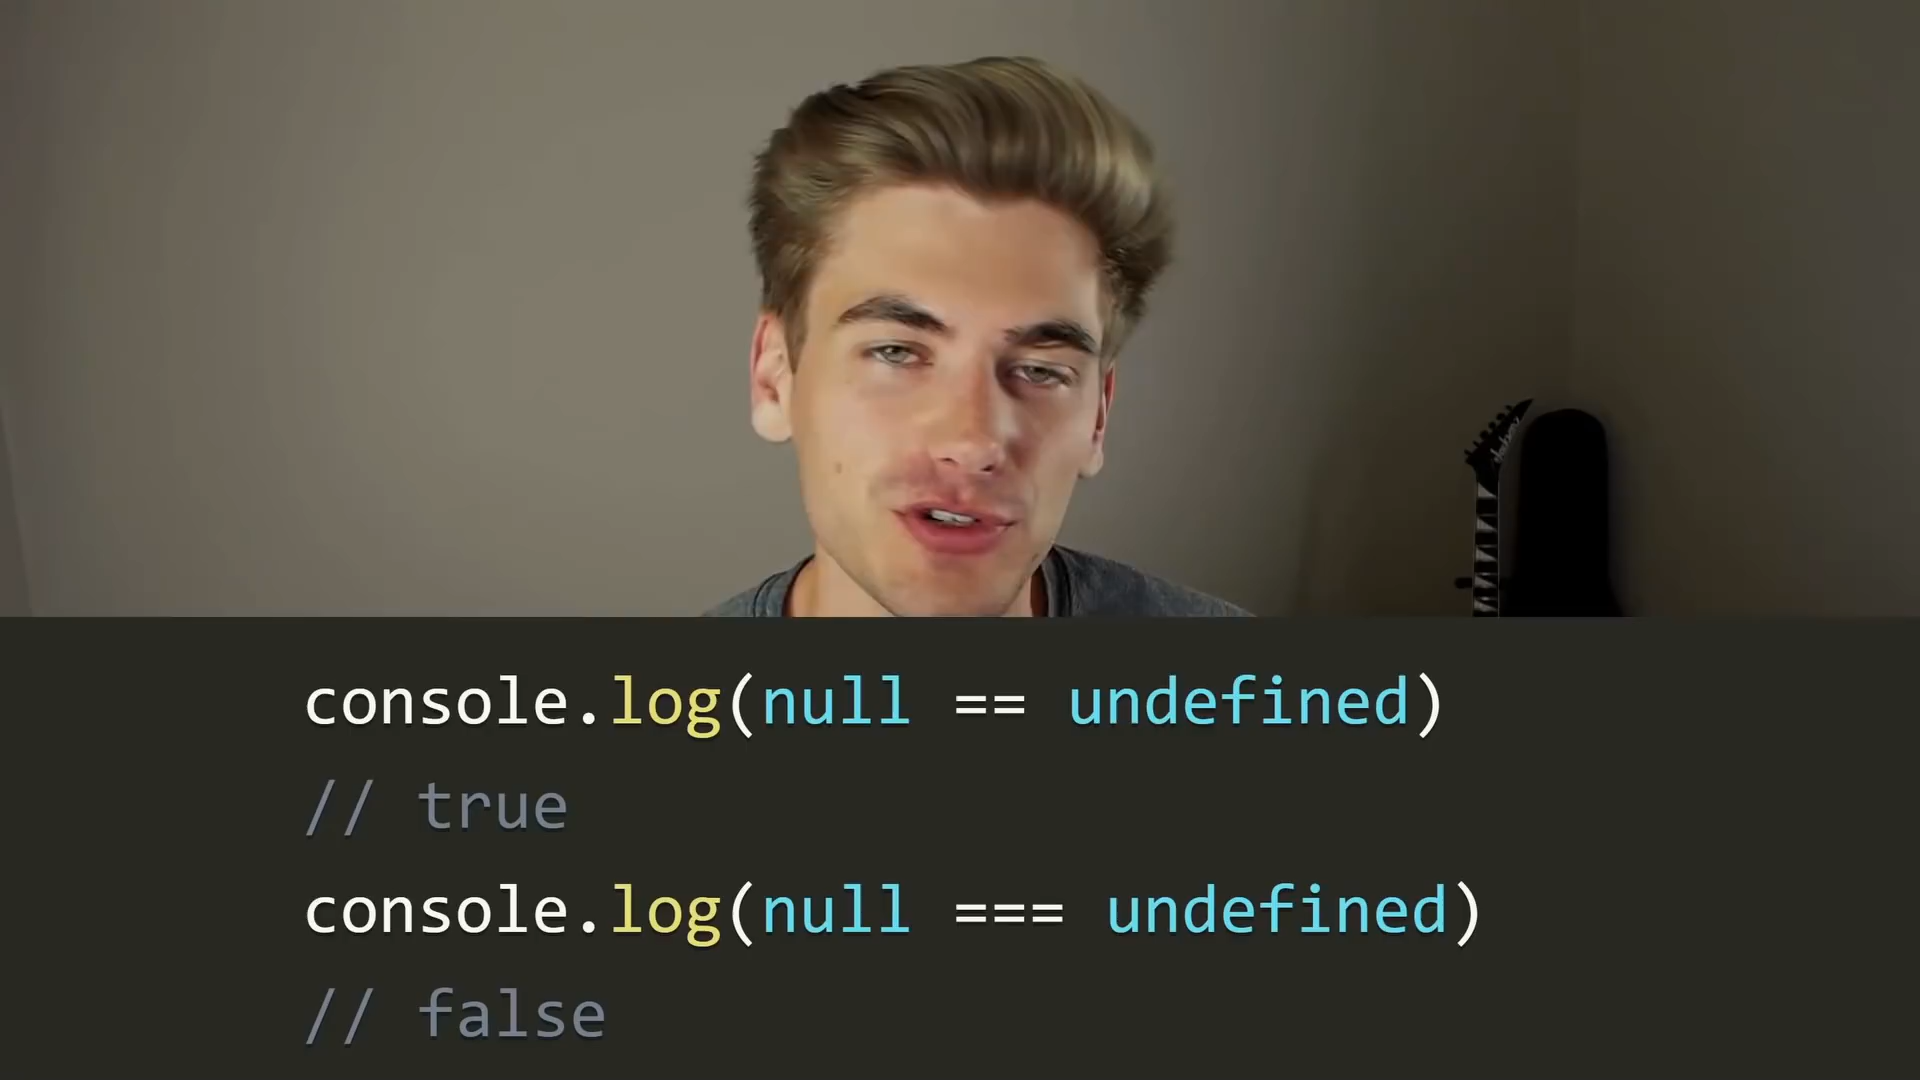 console.log(null == undefined)
// true
console.log(null === undefined)
// false